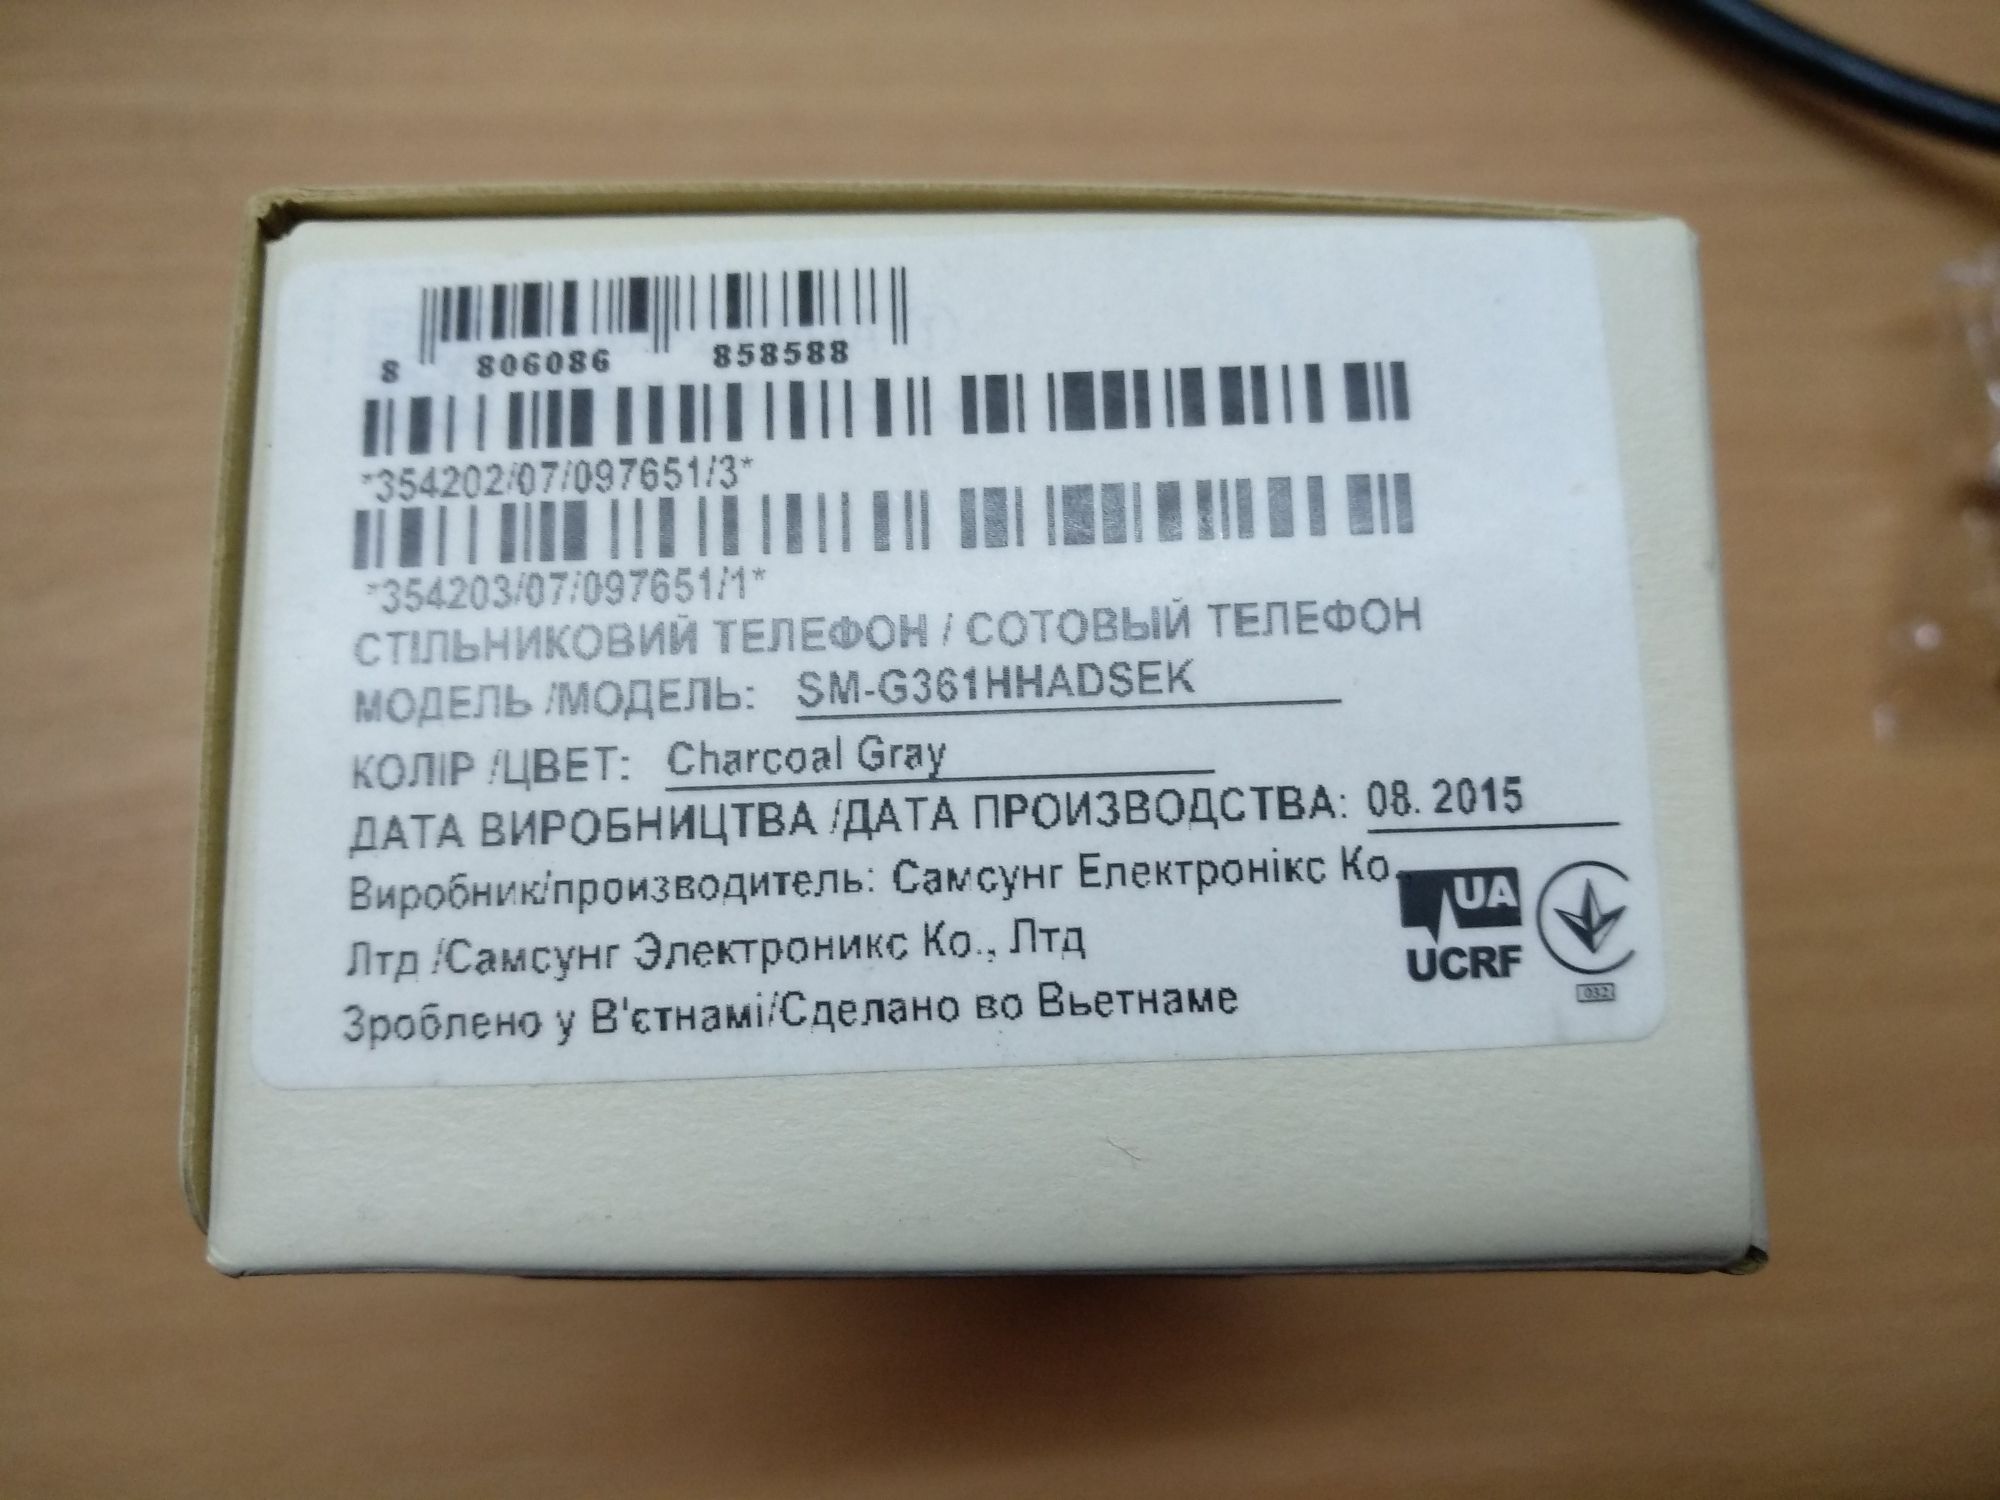 8 806086 858588
*354202/07/097651/3*
*354203/07/097651/1*
СТІЛЬНИКОВИЙ ТЕЛЕФОН / СОТОВЫЙ ТЕЛЕФОН
МОДЕЛЬ /МОДЕЛЬ: SM-G361HHADSEK
КОЛІР /ЦВЕТ: Charcoal Gray
ДАТА ВИРОБНИЦТВА /ДАТА ПРОИЗВОДСТВА: 08. 2015
Виробник/производитель: Самсунг Електронікс Ко.,
Лтд /Самсунг Электроникс Ко., Лтд
Зроблено у В'єтнамі/Сделано во Вьетнаме
UA
UCRF
032